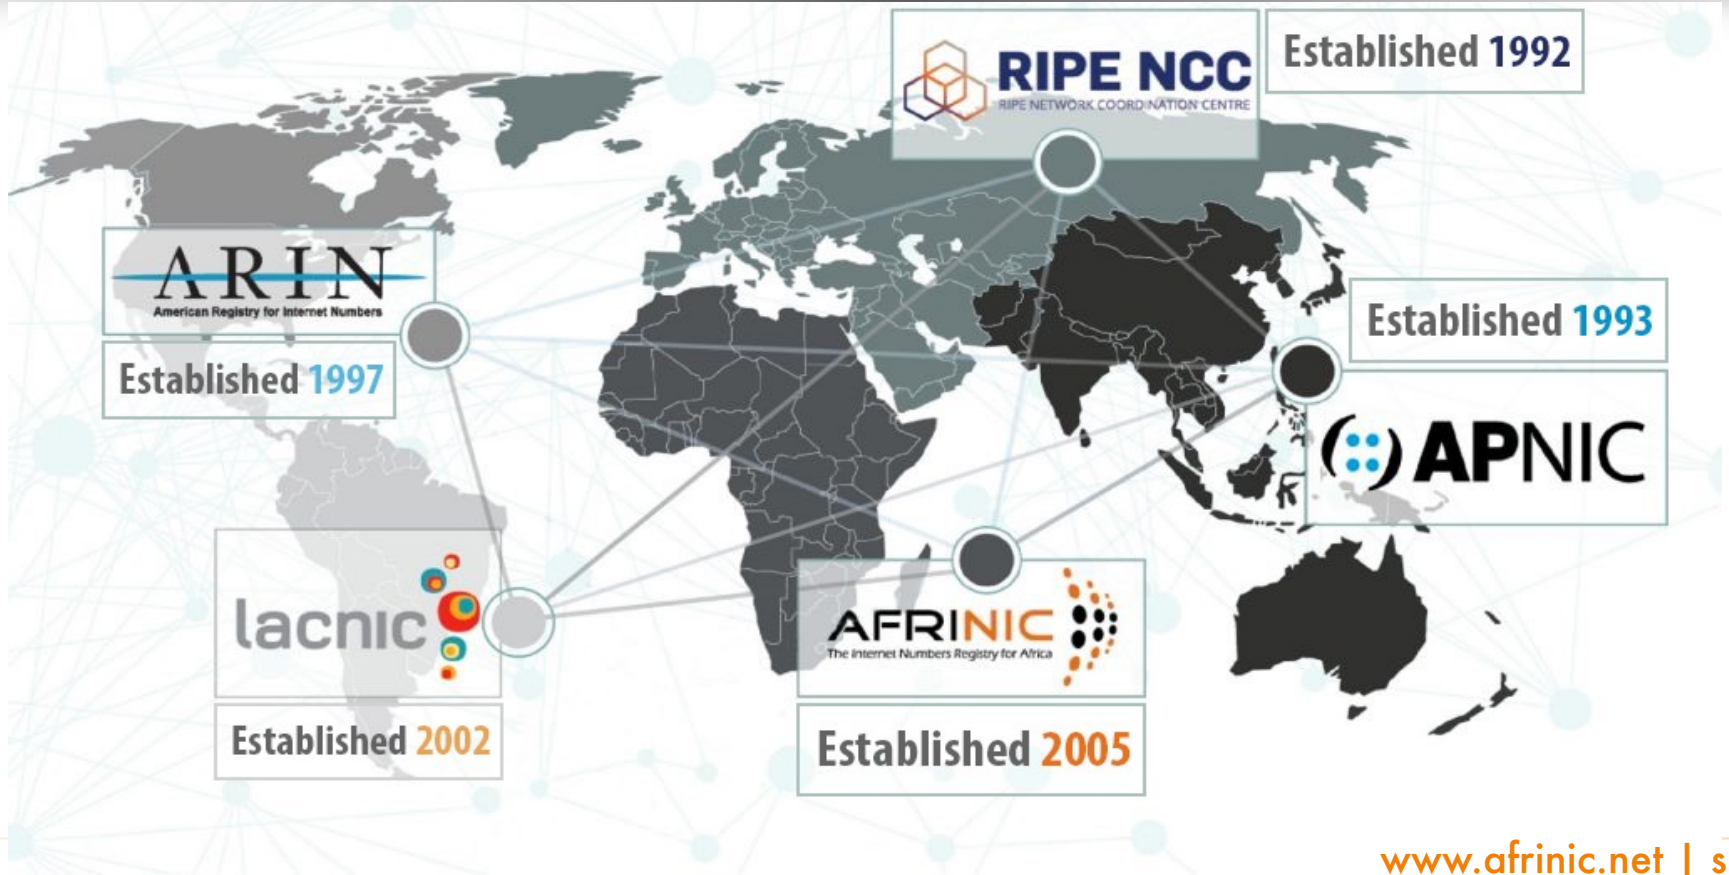 RIPE NCC
RIPE NETWORK COORDINATION CENTRE
Established 1992
ARIN
American Registry for Internet Numbers
Established 1997
Established 1993
APNIC
lacnic
Established 2002
AFRINIC
The Internet Numbers Registry for Africa
Established 2005
www.afrinic.net | s